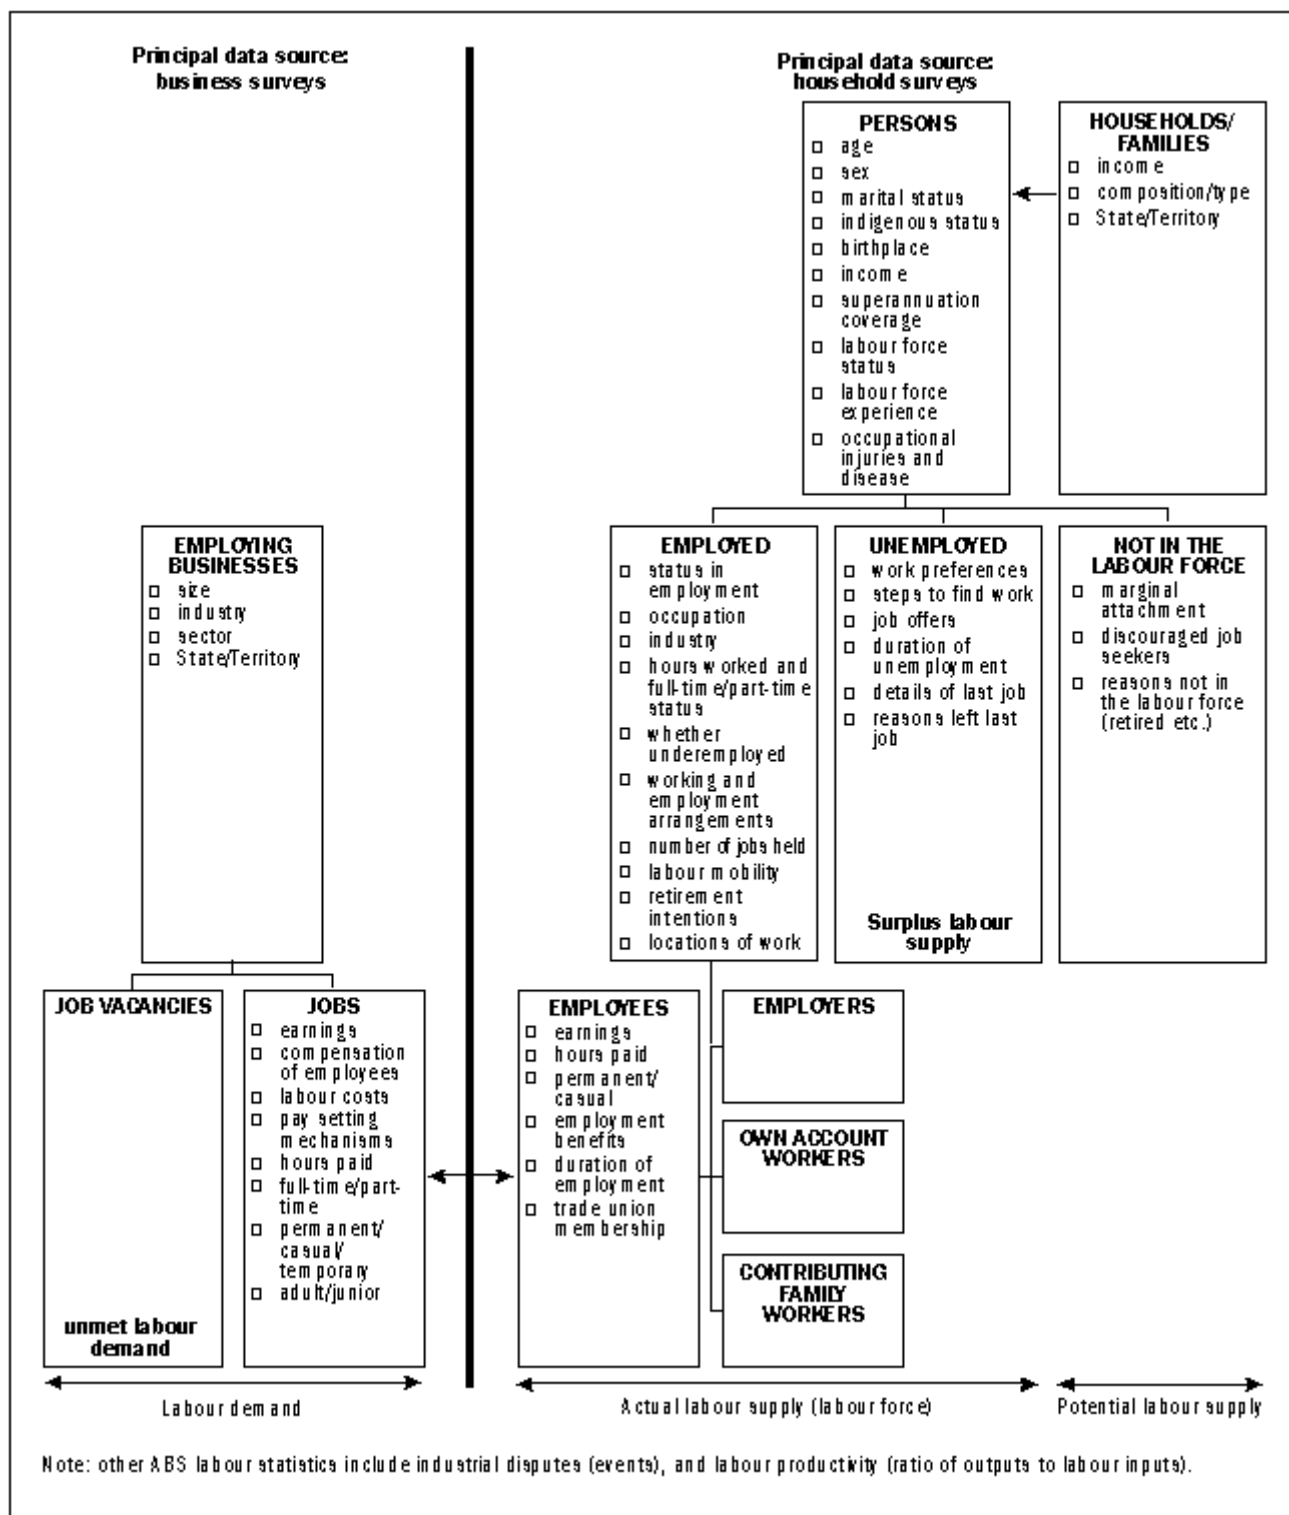 Principal data source:
business surveys
Principal data source:
household surveys
PERSONS
□ age
□ sex
□ marital status
□ indigenous status
□ birthplace
□ income
□ superannuation
coverage
□ labour force
status
□ labour force
experience
□ occupational
injuries and
disease
HOUSEHOLDS/
FAMILIES
□ income
□ composition/type
□ State/Territory
EMPLOYING
BUSINESSES
□ size
□ industry
□ sector
□ State/Territory
EMPLOYED
□ status in
employment
□ occupation
□ industry
□ hours worked and
full-time/part-time
status
□ whether
underemployed
□ working and
employment
arrangements
□ number of jobs held
□ labour mobility
□ retirement
intentions
□ locations of work
UNEMPLOYED
□ work preferences
□ steps to find work
□ job offers
□ duration of
unemployment
□ details of last job
□ reasons left last
job
Surplus labour
supply
NOT IN THE
LABOUR FORCE
□ marginal
attachment
□ discouraged job
seekers
□ reasons not in
the labour force
(retired etc.)
JOB VACANCIES
unmet labour
demand
JOBS
□ earnings
□ compensation
of employees
□ labour costs
□ pay setting
mechanisms
□ hours paid
□ full-time/part-
time
□ permanent/
casual/
temporary
□ adult/junior
EMPLOYEES
□ earnings
□ hours paid
□ permanent/
casual
□ employment
benefits
□ duration of
employment
□ trade union
membership
EMPLOYERS
OWN ACCOUNT
WORKERS
CONTRIBUTING
FAMILY
WORKERS
Labour demand
Actual labour supply (labour force)
Potential labour supply
Note: other ABS labour statistics include industrial disputes (events), and labour productivity (ratio of outputs to labour inputs).